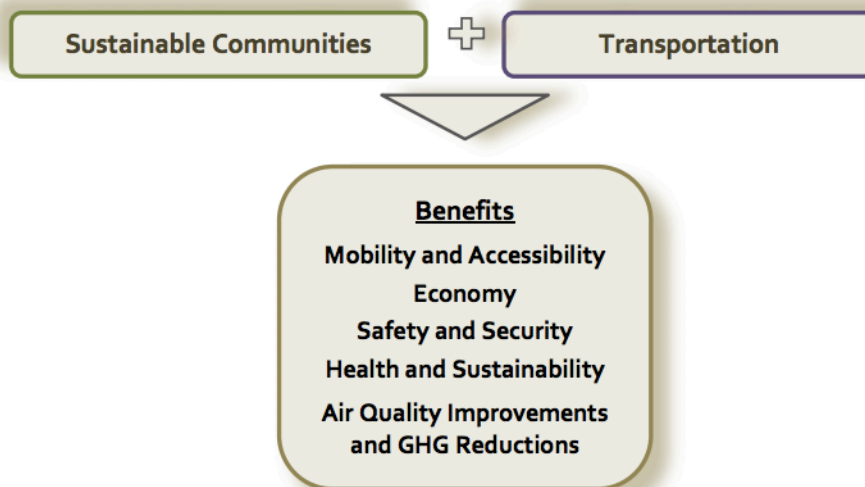 Sustainable Communities
Transportation
Benefits
Mobility and Accessibility
Economy
Safety and Security
Health and Sustainability
Air Quality Improvements
and GHG Reductions